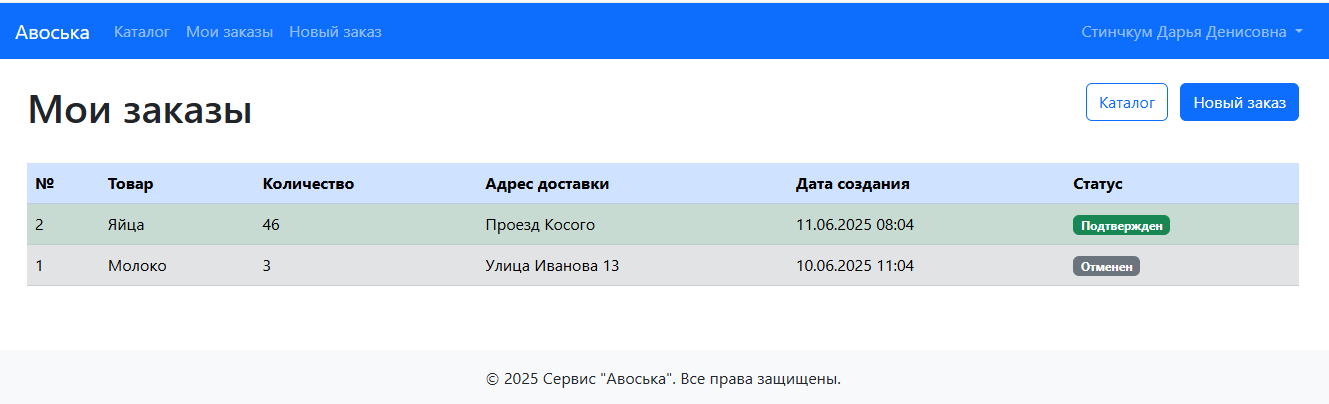 Авоська Каталог Мои заказы Новый заказ Стинчкум Дарья Денисовна
Мои заказы Каталог Новый заказ
№ Товар Количество Адрес доставки Дата создания Статус
2 Яйца 46 Проезд Косого 11.06.2025 08:04 Подтвержден
1 Молоко 3 Улица Иванова 13 10.06.2025 11:04 Отменен
© 2025 Сервис "Авоська". Все права защищены.